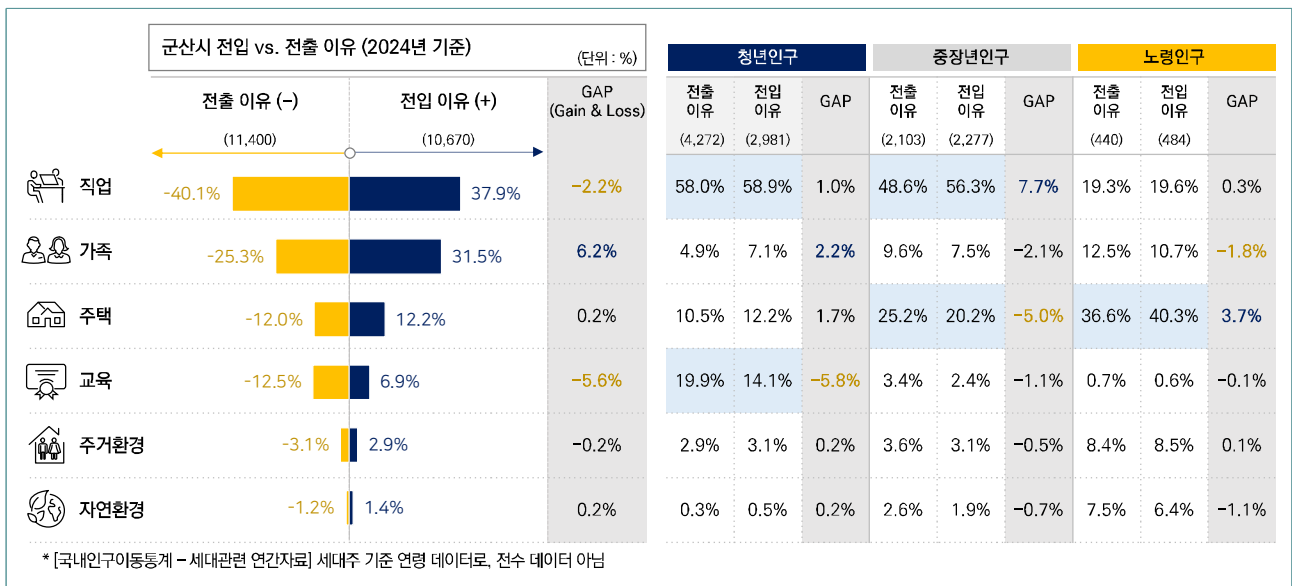 군산시 전입 vs. 전출 이유 (2024년 기준)
(단위 : %)
전출 이유 (-) 전입 이유 (+) GAP (Gain & Loss)
(11,400) (10,670)
청년인구 중장년인구 노령인구
전출 이유 전입 이유 GAP 전출 이유 전입 이유 GAP 전출 이유 전입 이유 GAP
(4,272) (2,981) (2,103) (2,277) (440) (484)
직업 -40.1% 37.9% -2.2% 58.0% 58.9% 1.0% 48.6% 56.3% 7.7% 19.3% 19.6% 0.3%
가족 -25.3% 31.5% 6.2% 4.9% 7.1% 2.2% 9.6% 7.5% -2.1% 12.5% 10.7% -1.8%
주택 -12.0% 12.2% 0.2% 10.5% 12.2% 1.7% 25.2% 20.2% -5.0% 36.6% 40.3% 3.7%
교육 -12.5% 6.9% -5.6% 19.9% 14.1% -5.8% 3.4% 2.4% -1.1% 0.7% 0.6% -0.1%
주거환경 -3.1% 2.9% -0.2% 2.9% 3.1% 0.2% 3.6% 3.1% -0.5% 8.4% 8.5% 0.1%
자연환경 -1.2% 1.4% 0.2% 0.3% 0.5% 0.2% 2.6% 1.9% -0.7% 7.5% 6.4% -1.1%
* [국내인구이동통계 – 세대관련 연간자료] 세대주 기준 연령 데이터로, 전수 데이터 아님